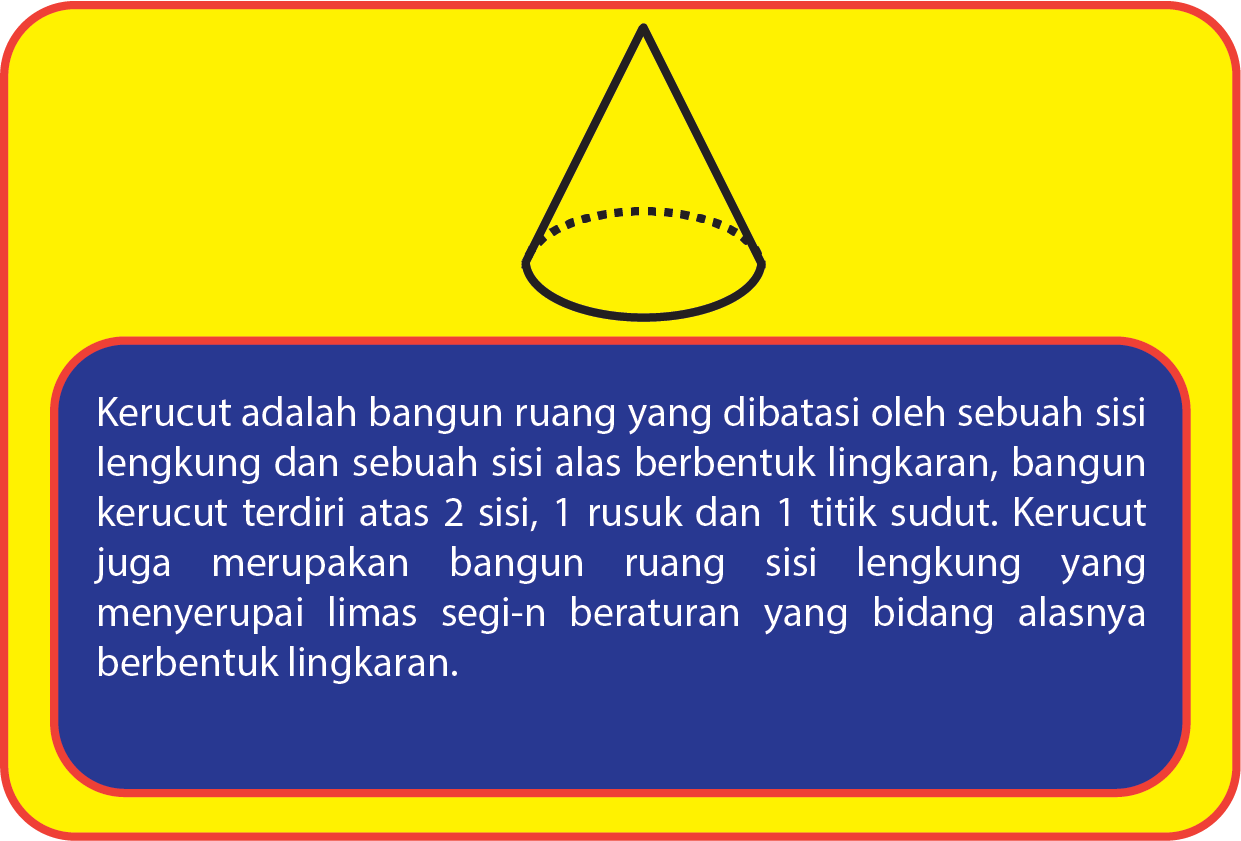 Kerucut adalah bangun ruang yang dibatasi oleh sebuah sisi
lengkung dan sebuah sisi alas berbentuk lingkaran, bangun
kerucut terdiri atas 2 sisi, 1 rusuk dan 1 titik sudut. Kerucut
juga merupakan bangun ruang sisi lengkung yang
menyerupai limas segi-n beraturan yang bidang alasnya
berbentuk lingkaran.